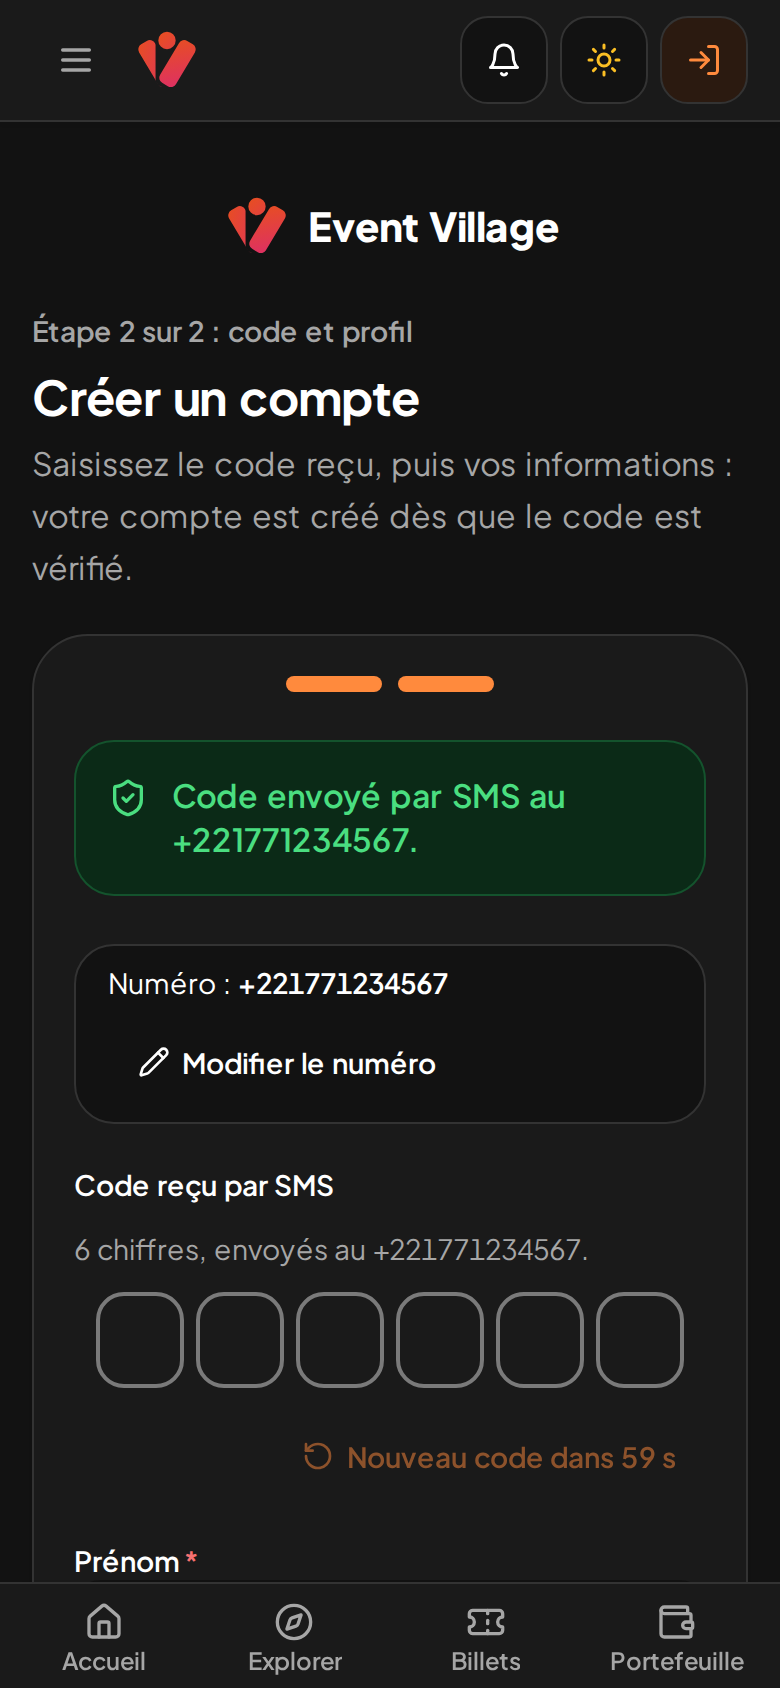 Event Village
Étape 2 sur 2 : code et profil
Créer un compte
Saisissez le code reçu, puis vos informations :
votre compte est créé dès que le code est
vérifié.
Code envoyé par SMS au
+221771234567.
Numéro : +221771234567
Modifier le numéro
Code reçu par SMS
6 chiffres, envoyés au +221771234567.
Nouveau code dans 59 s
Prénom *
Accueil
Explorer
Billets
Portefeuille